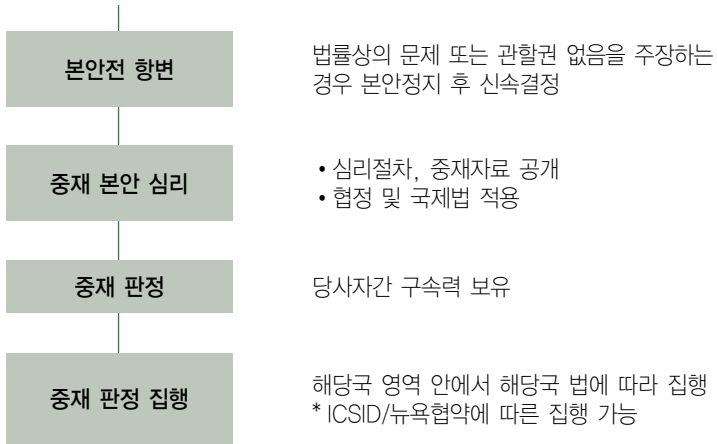 본안전 항변
법률상의 문제 또는 관할권 없음을 주장하는
경우 본안정지 후 신속결정
중재 본안 심리
• 심리절차, 중재자료 공개
• 협정 및 국제법 적용
중재 판정
당사자간 구속력 보유
중재 판정 집행
해당국 영역 안에서 해당국 법에 따라 집행
* ICSID/뉴욕협약에 따른 집행 가능